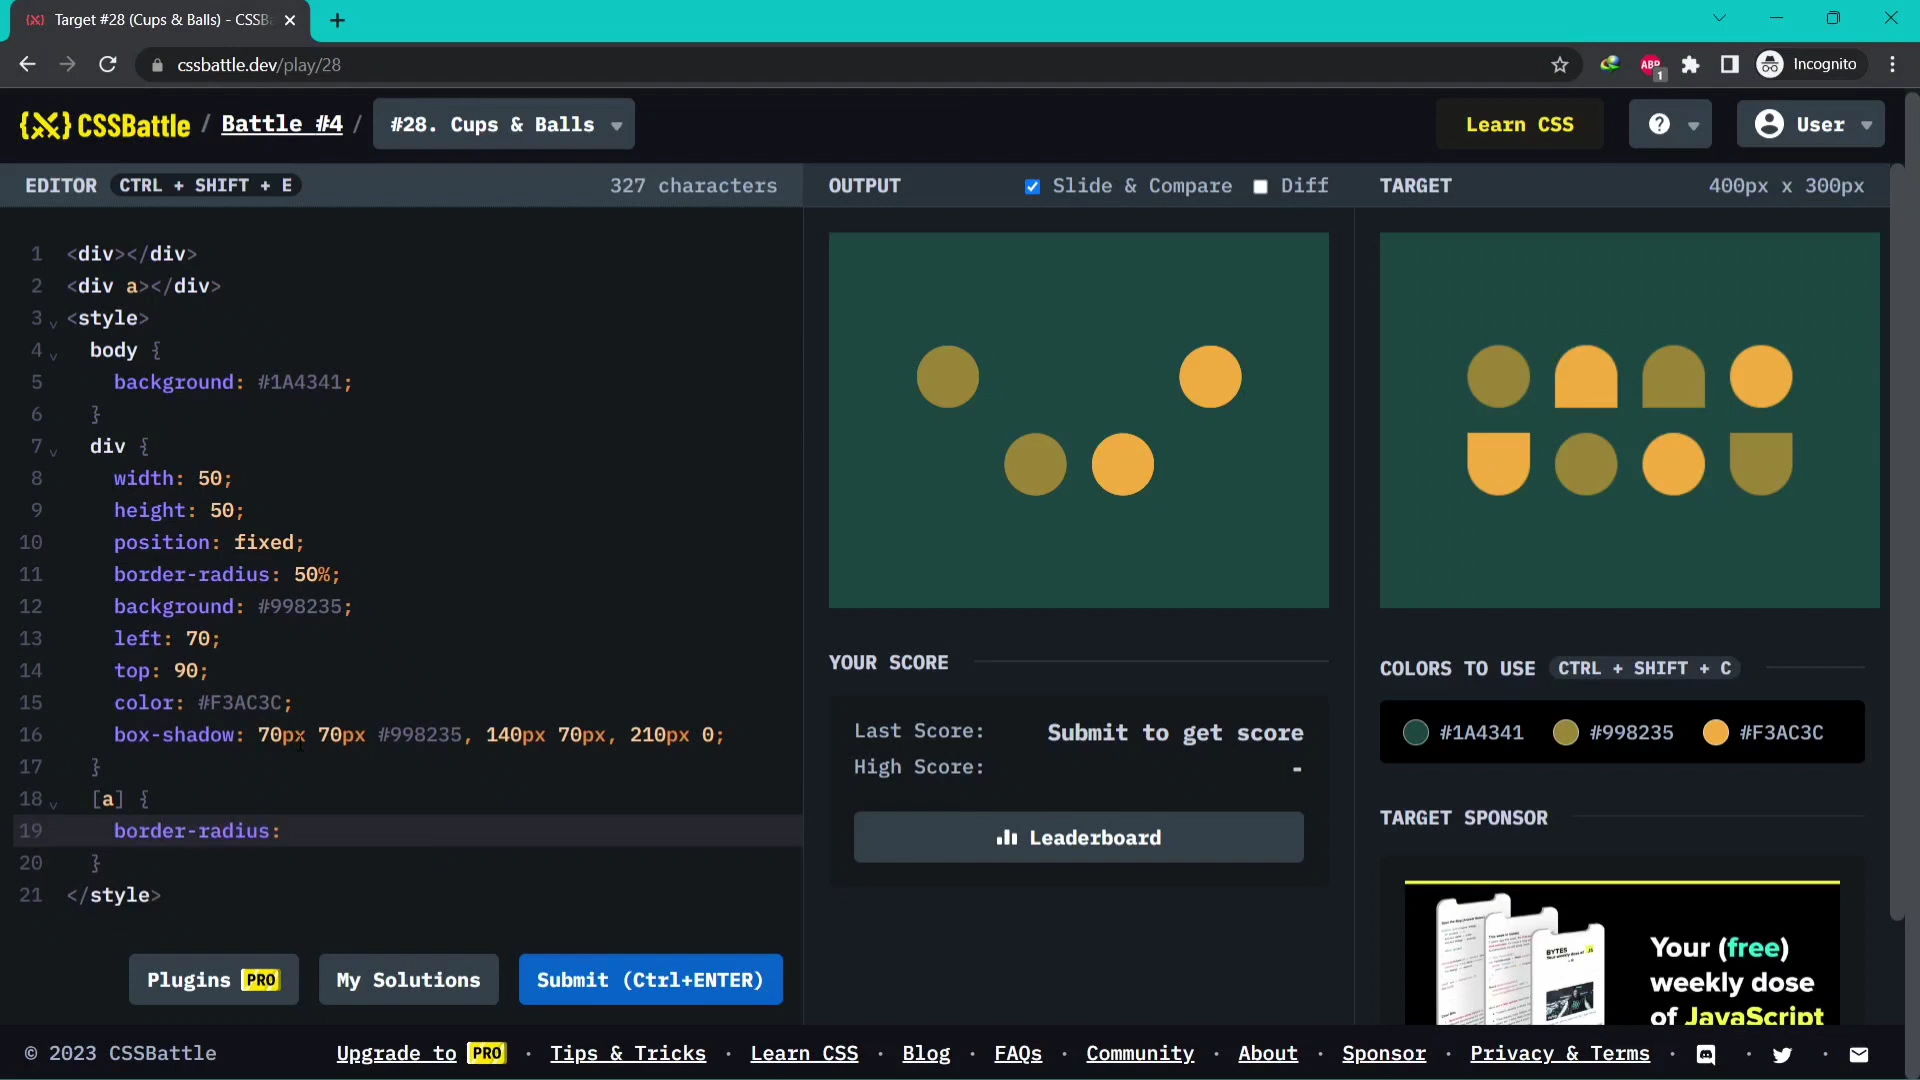 Target #28 (Cups & Balls) - CSSB
cssbattle.dev/play/28
ABP
1
Incognito
CSSBattle / Battle #4 / #28. Cups & Balls
Learn CSS
?
User
EDITOR CTRL + SHIFT + E 327 characters
OUTPUT Slide & Compare Diff
TARGET 400px x 300px
1 <div></div>
2 <div a></div>
3 <style>
4 body {
5 background: #1A4341;
6 }
7 div {
8 width: 50;
9 height: 50;
10 position: fixed;
11 border-radius: 50%;
12 background: #998235;
13 left: 70;
14 top: 90;
15 color: #F3AC3C;
16 box-shadow: 70px 70px #998235, 140px 70px, 210px 0;
17 }
18 [a] {
19 border-radius:
20 }
21 </style>
Plugins PRO
My Solutions
Submit (Ctrl+ENTER)
YOUR SCORE
Last Score: Submit to get score
High Score: -
Leaderboard
COLORS TO USE CTRL + SHIFT + C
#1A4341 #998235 #F3AC3C
TARGET SPONSOR
BYTES
Your (free)
weekly dose
of JavaScript
© 2023 CSSBattle
Upgrade to PRO · Tips & Tricks · Learn CSS · Blog · FAQs · Community · About · Sponsor · Privacy & Terms ·